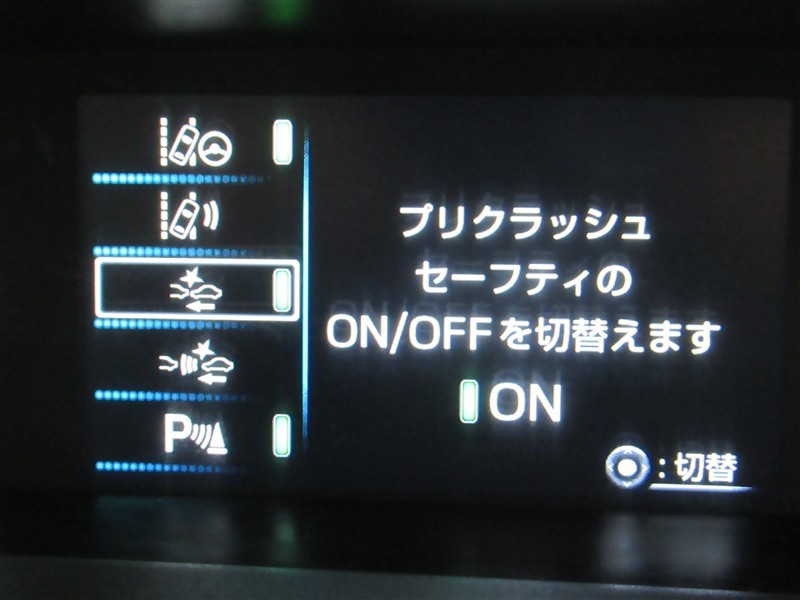 プリクラッシュ
セーフティの
ON/OFFを切替えます
ON
P
:切替